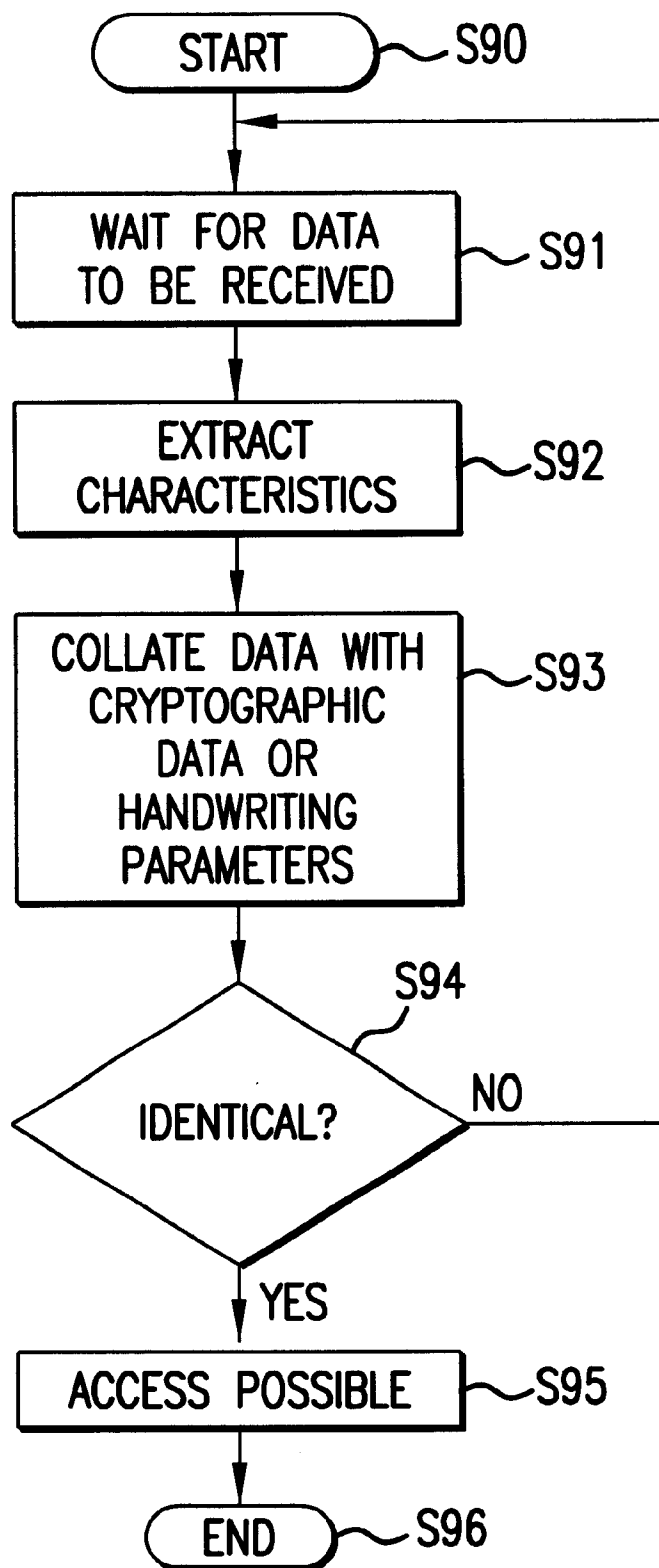 START
S90
WAIT FOR DATA
TO BE RECEIVED
S91
EXTRACT
CHARACTERISTICS
S92
COLLATE DATA WITH
CRYPTOGRAPHIC
DATA OR
HANDWRITING
PARAMETERS
S93
S94
IDENTICAL?
NO
YES
ACCESS POSSIBLE
S95
END
S96